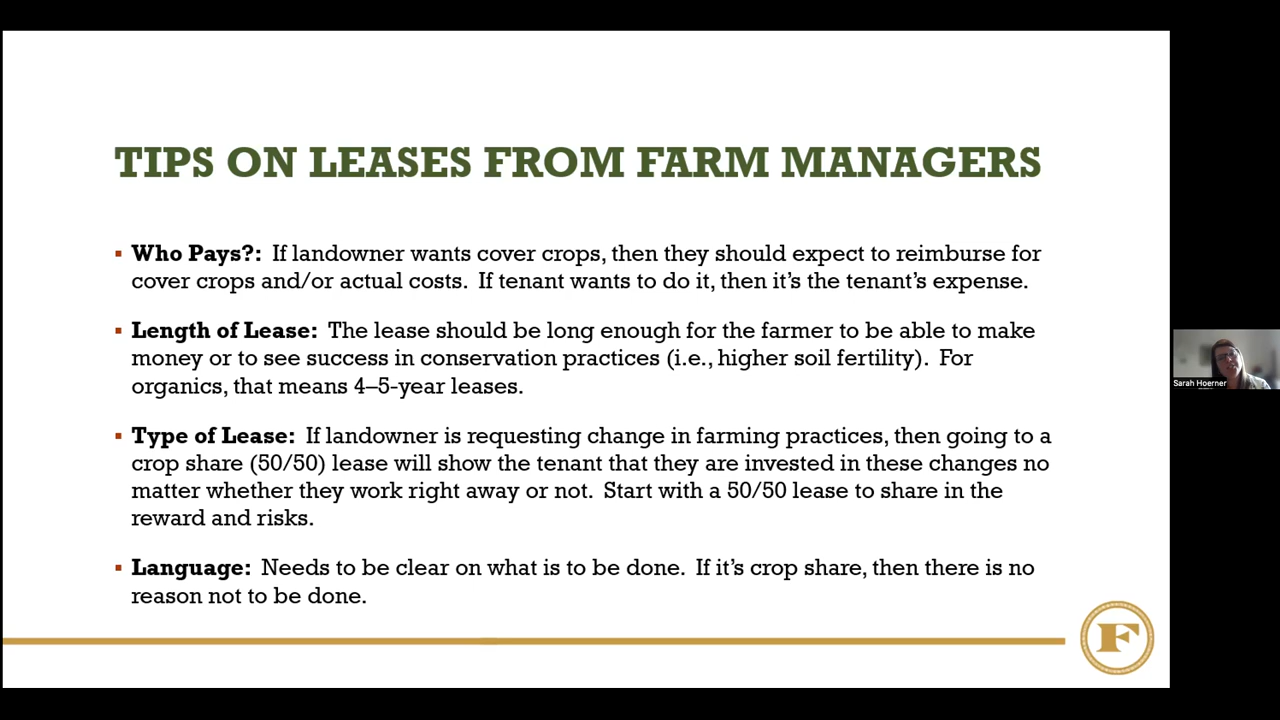 TIPS ON LEASES FROM FARM MANAGERS
▪ Who Pays?: If landowner wants cover crops, then they should expect to reimburse for
cover crops and/or actual costs. If tenant wants to do it, then it's the tenant's expense.
▪ Length of Lease: The lease should be long enough for the farmer to be able to make
money or to see success in conservation practices (i.e., higher soil fertility). For
organics, that means 4–5-year leases.
▪ Type of Lease: If landowner is requesting change in farming practices, then going to a
crop share (50/50) lease will show the tenant that they are invested in these changes no
matter whether they work right away or not. Start with a 50/50 lease to share in the
reward and risks.
▪ Language: Needs to be clear on what is to be done. If it's crop share, then there is no
reason not to be done.
F
Sarah Hoerner